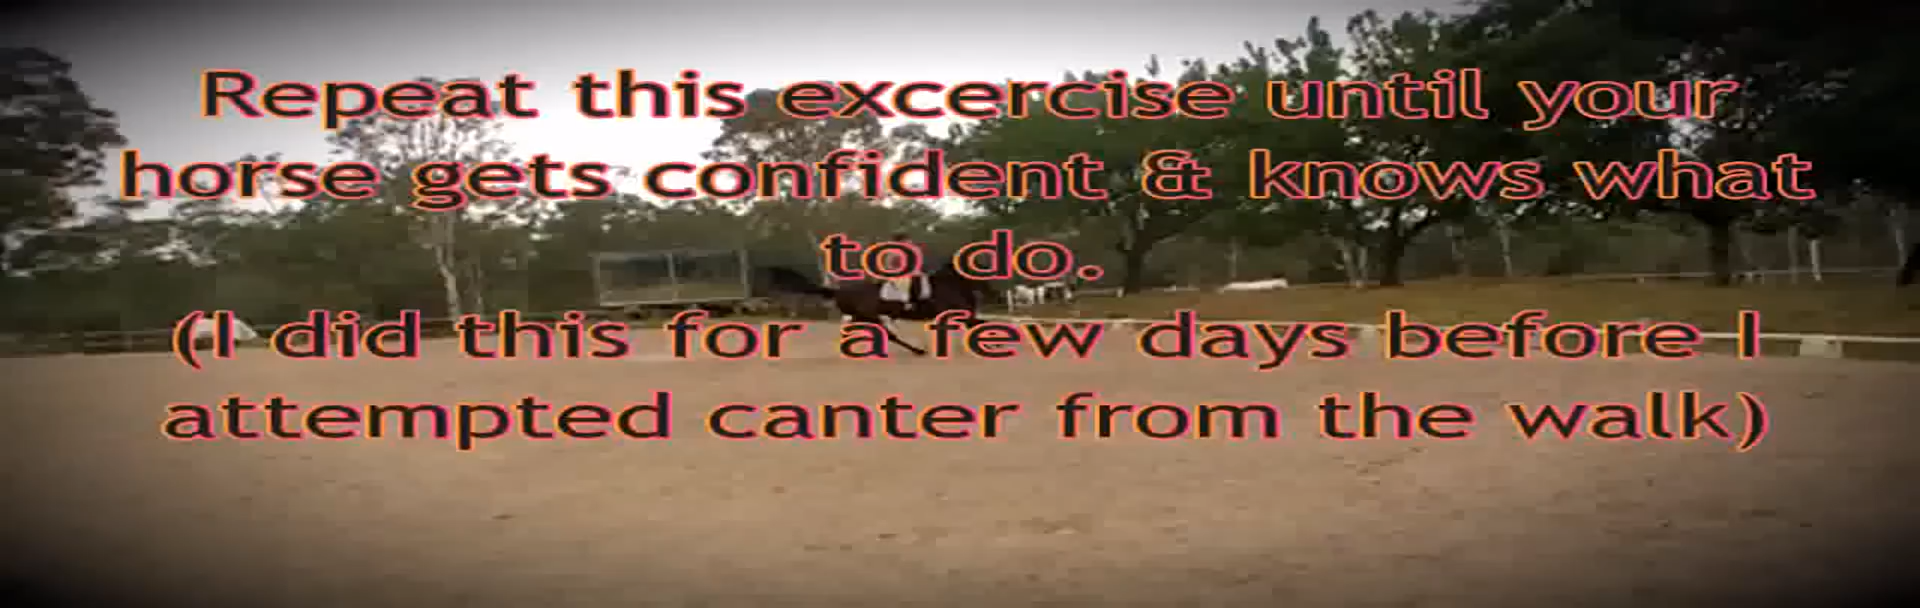 Repeat this excercise until your
horse gets confident & knows what
to do.
(I did this for a few days before I
attempted canter from the walk)